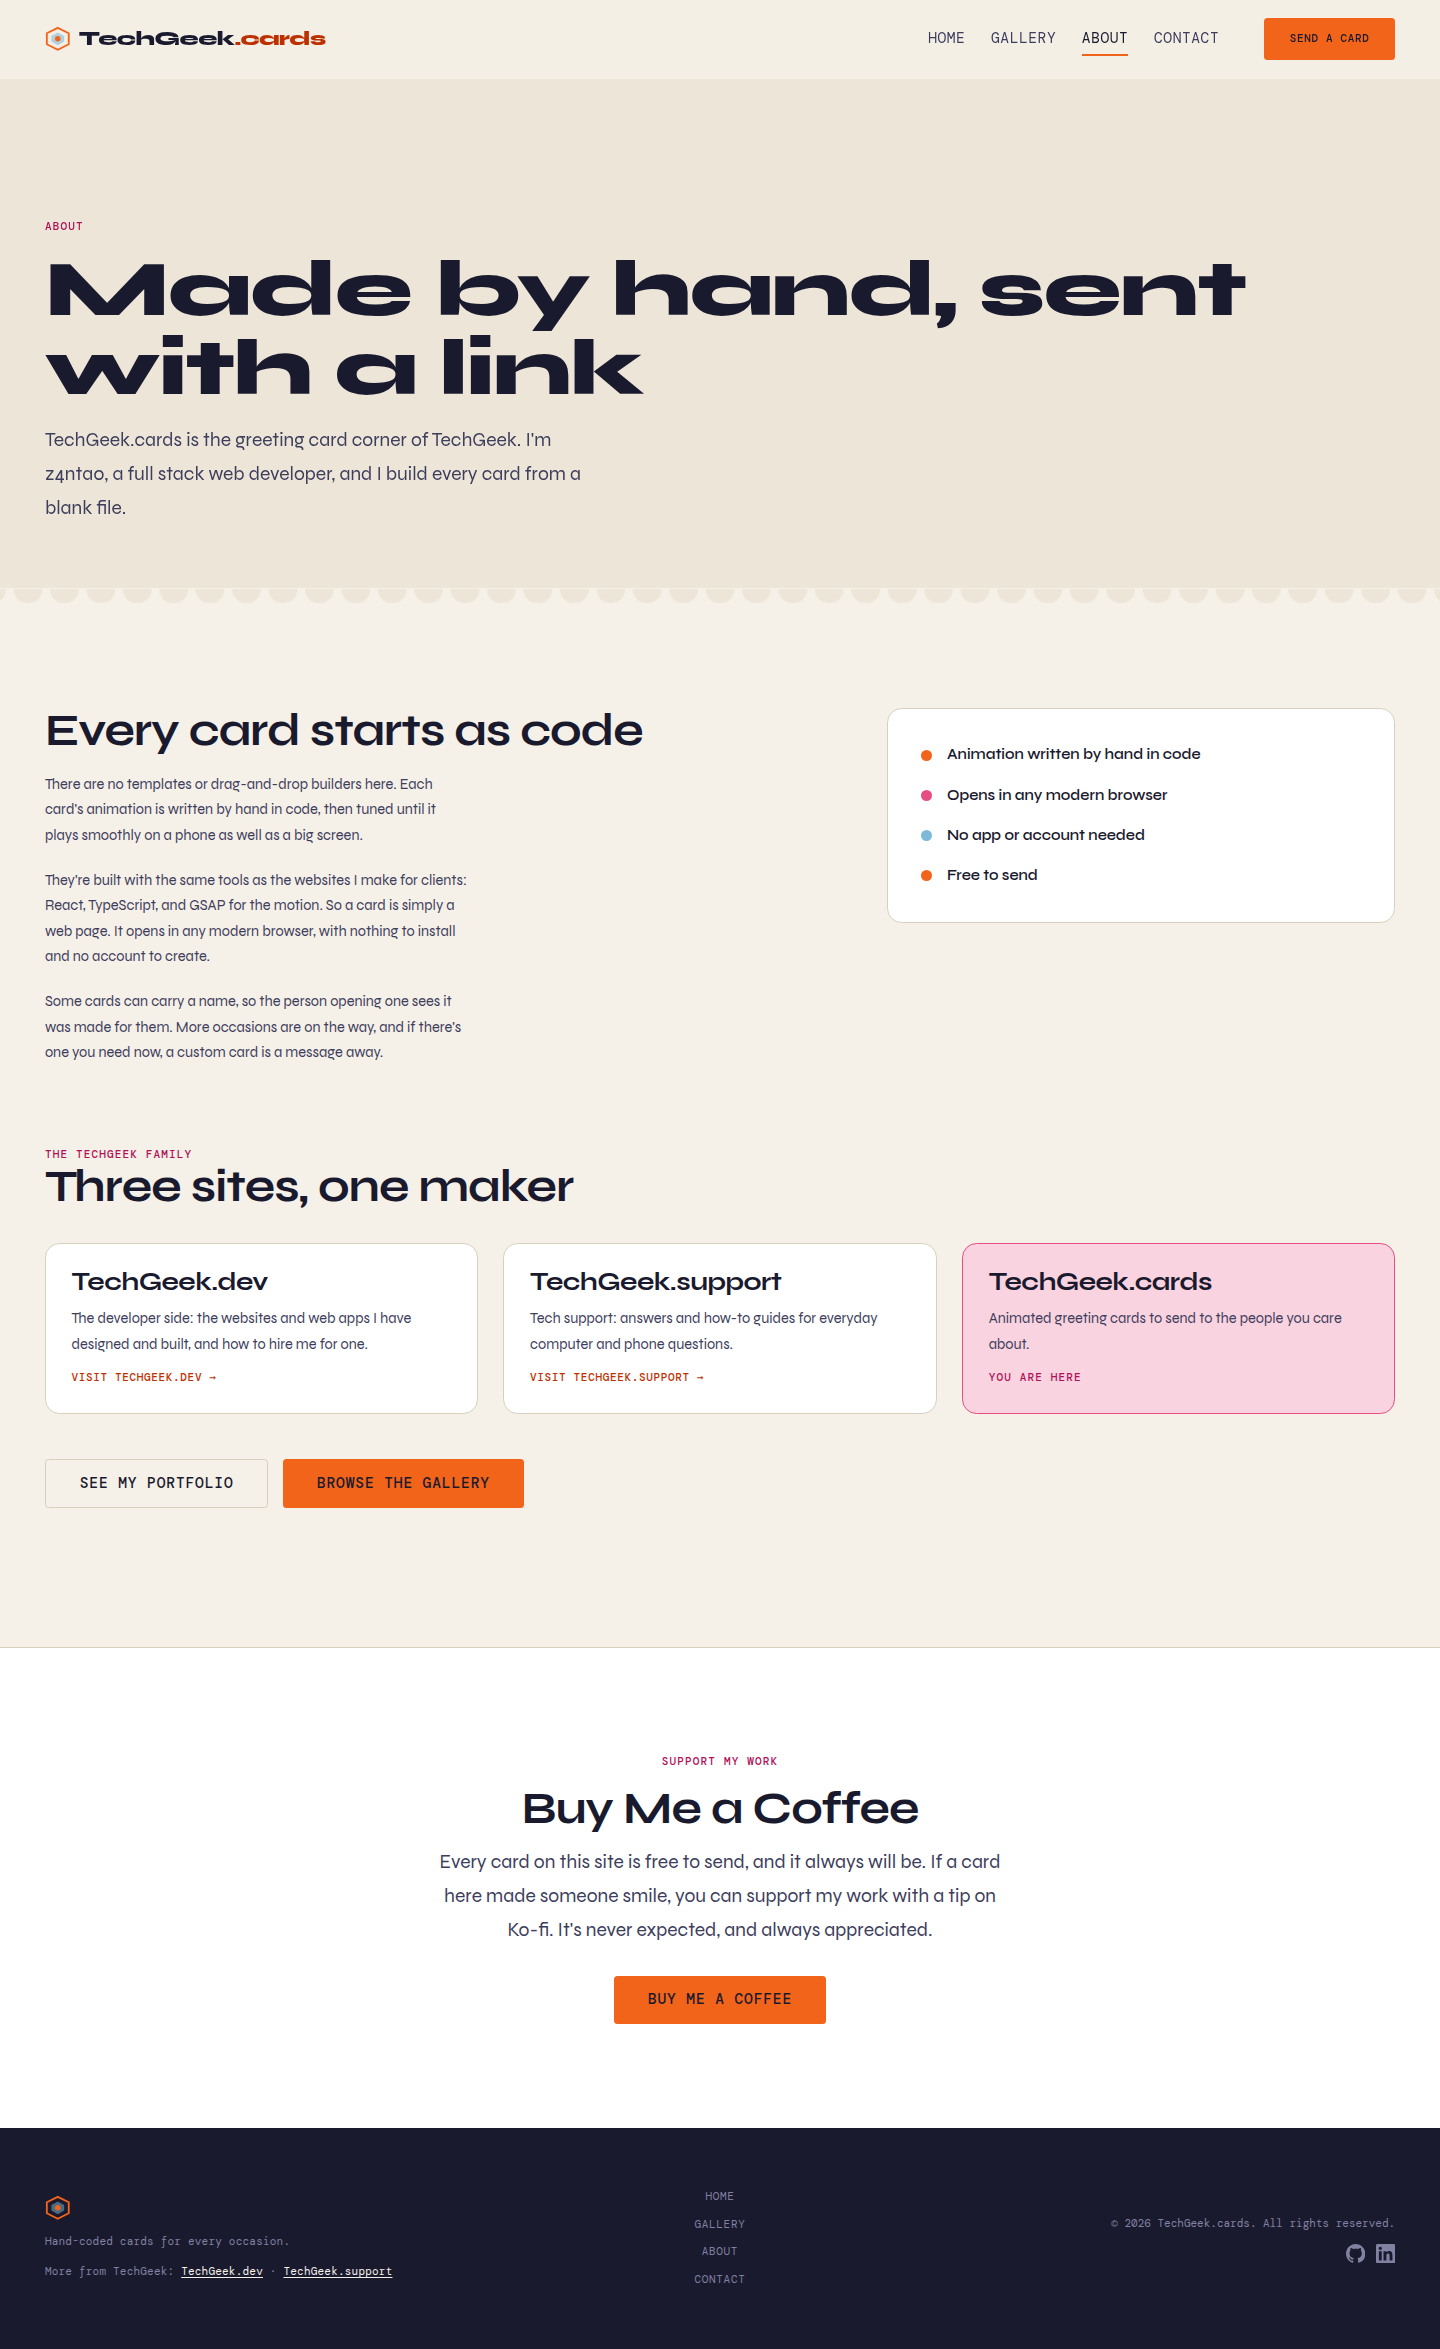 TechGeek.cards
HOME GALLERY ABOUT CONTACT SEND A CARD
ABOUT
Made by hand, sent
with a link
TechGeek.cards is the greeting card corner of TechGeek. I'm
z4ntao, a full stack web developer, and I build every card from a
blank file.
Every card starts as code
There are no templates or drag-and-drop builders here. Each
card's animation is written by hand in code, then tuned until it
plays smoothly on a phone as well as a big screen.
They're built with the same tools as the websites I make for clients:
React, TypeScript, and GSAP for the motion. So a card is simply a
web page. It opens in any modern browser, with nothing to install
and no account to create.
Some cards can carry a name, so the person opening one sees it
was made for them. More occasions are on the way, and if there's
one you need now, a custom card is a message away.
Animation written by hand in code
Opens in any modern browser
No app or account needed
Free to send
THE TECHGEEK FAMILY
Three sites, one maker
TechGeek.dev
The developer side: the websites and web apps I have
designed and built, and how to hire me for one.
VISIT TECHGEEK.DEV →
TechGeek.support
Tech support: answers and how-to guides for everyday
computer and phone questions.
VISIT TECHGEEK.SUPPORT →
TechGeek.cards
Animated greeting cards to send to the people you care
about.
YOU ARE HERE
SEE MY PORTFOLIO
BROWSE THE GALLERY
SUPPORT MY WORK
Buy Me a Coffee
Every card on this site is free to send, and it always will be. If a card
here made someone smile, you can support my work with a tip on
Ko-fi. It's never expected, and always appreciated.
BUY ME A COFFEE
Hand-coded cards for every occasion.
More from TechGeek: TechGeek.dev · TechGeek.support
HOME
GALLERY
ABOUT
CONTACT
© 2026 TechGeek.cards. All rights reserved.